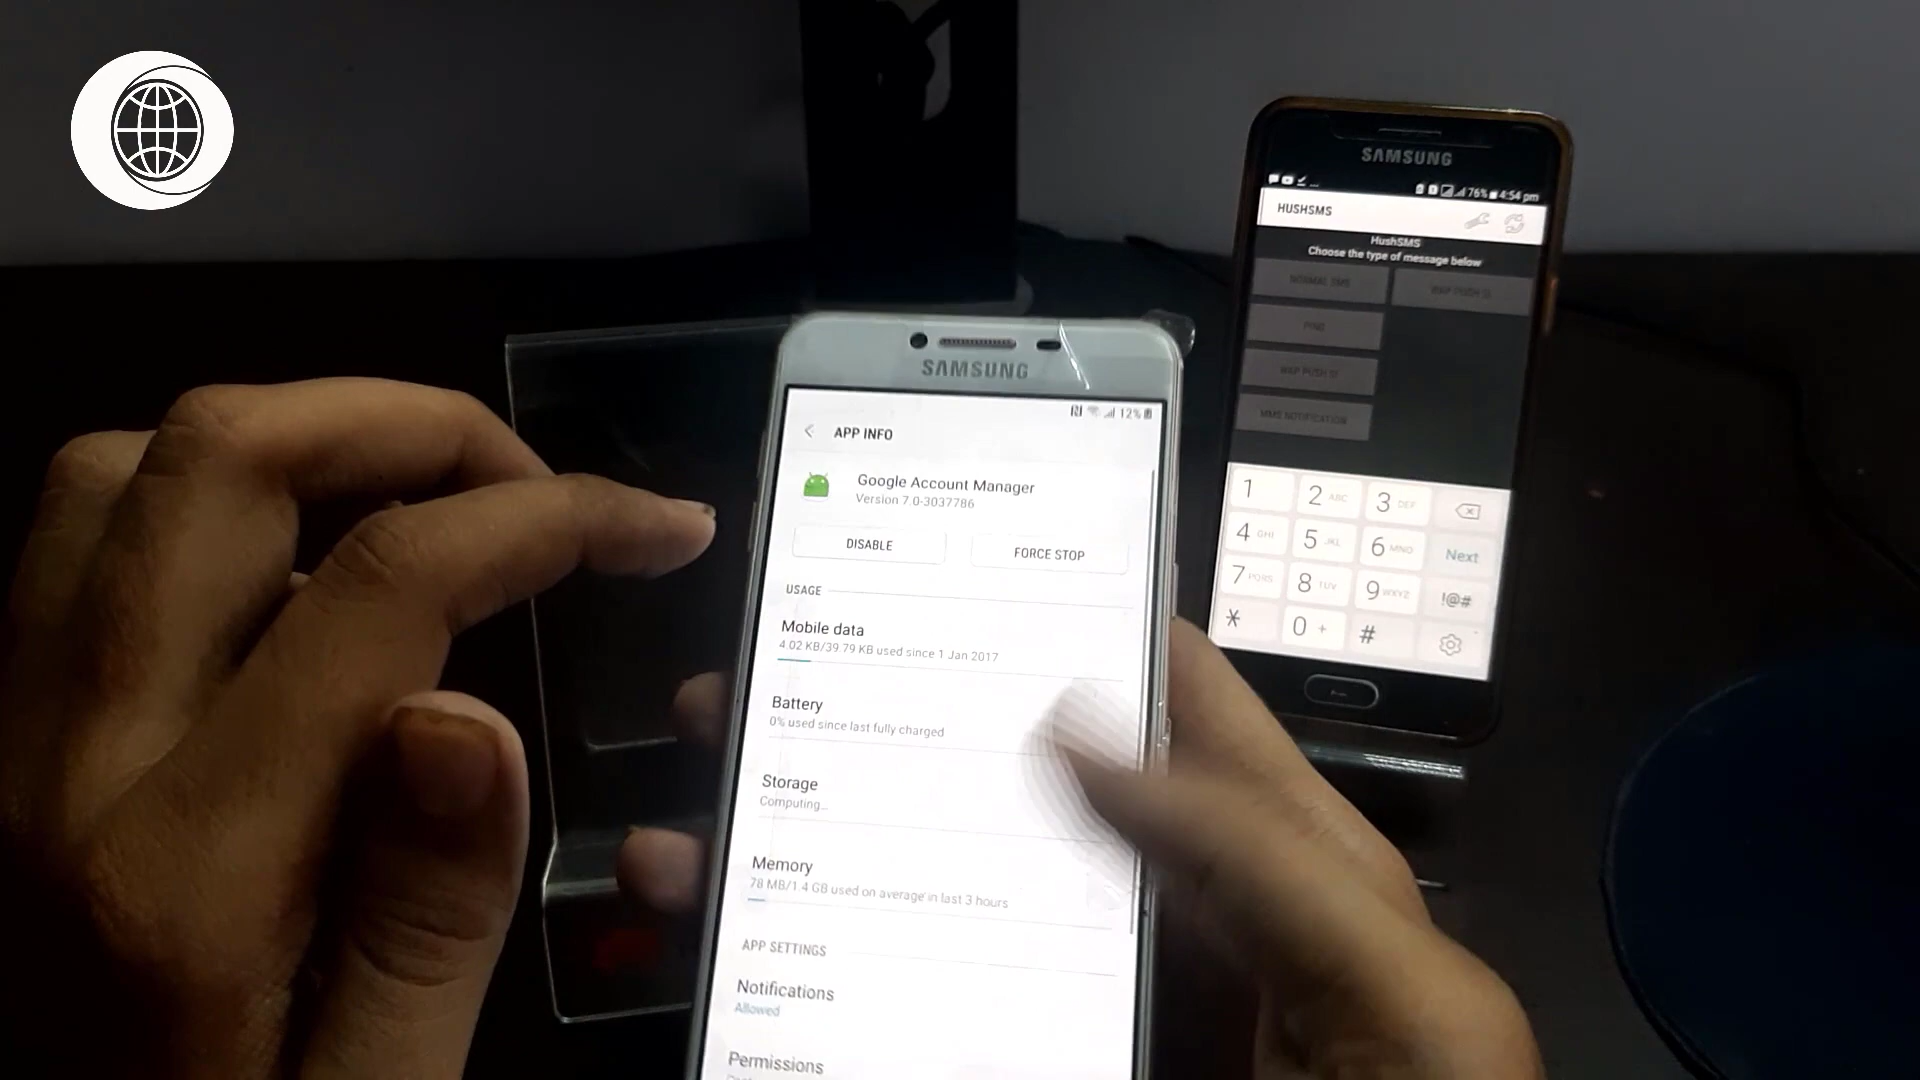 SAMSUNG
12%
APP INFO
Google Account Manager
Version 7.0-3037786
DISABLE
FORCE STOP
USAGE
Mobile data
4.02 KB/39.79 KB used since 1 Jan 2017
Battery
0% used since last fully charged
Storage
Computing...
Memory
78 MB/1.4 GB used on average in last 3 hours
APP SETTINGS
Notifications
Allowed
Permissions
SAMSUNG
76% 4:54 pm
HUSHSMS
HushSMS
Choose the type of message below
NORMAL SMS
PING
WAP PUSH SI
MMS NOTIFICATION
1 2 ABC 3 DEF
4 GHI 5 JKL 6 MNO Next
7 PQRS 8 TUV 9 WXYZ !@#
* 0 + #